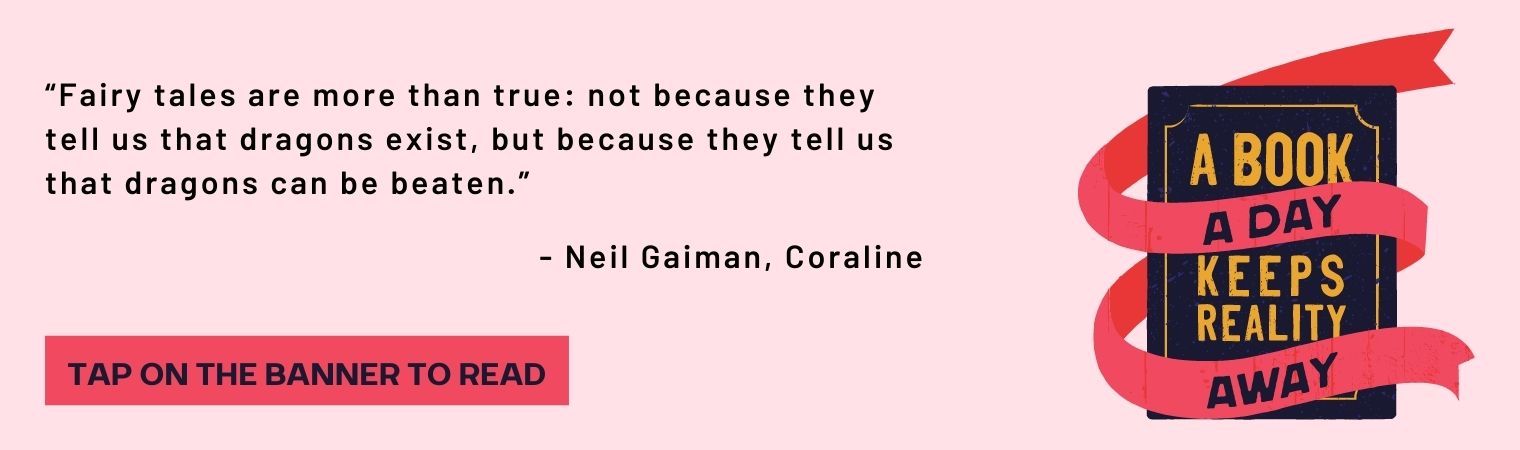 “Fairy tales are more than true: not because they
tell us that dragons exist, but because they tell us
that dragons can be beaten.”
- Neil Gaiman, Coraline
TAP ON THE BANNER TO READ
A BOOK
A DAY
KEEPS
REALITY
AWAY